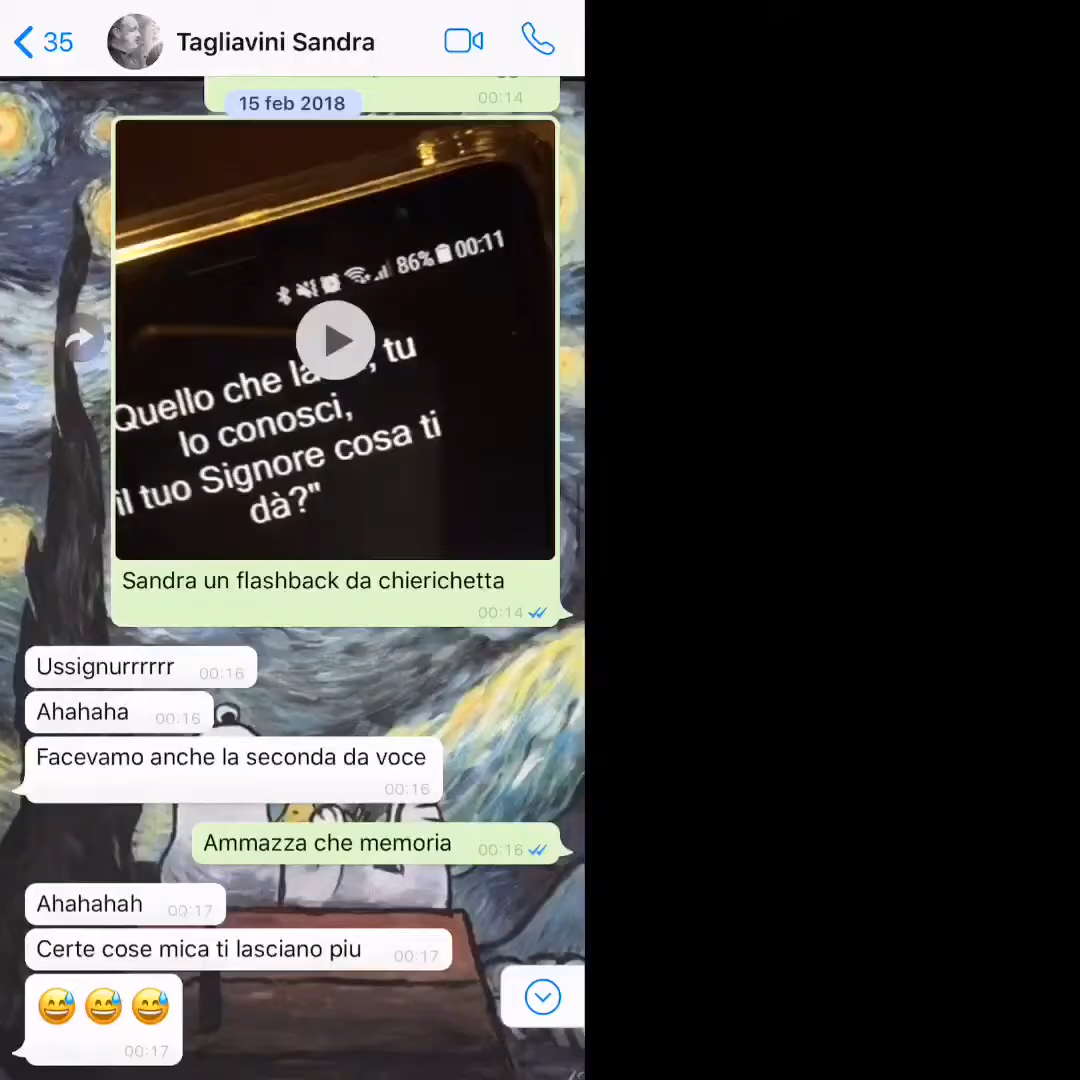 35
Tagliavini Sandra
00:14
15 feb 2018
86% 00:11
Quello che la , tu
lo conosci,
il tuo Signore cosa ti
dà?"
Sandra un flashback da chierichetta
00:14
Ussignurrrrrr 00:16
Ahahaha 00:16
Facevamo anche la seconda da voce
00:16
Ammazza che memoria 00:16
Ahahahah 00:17
Certe cose mica ti lasciano piu 00:17
😅😅😅
00:17